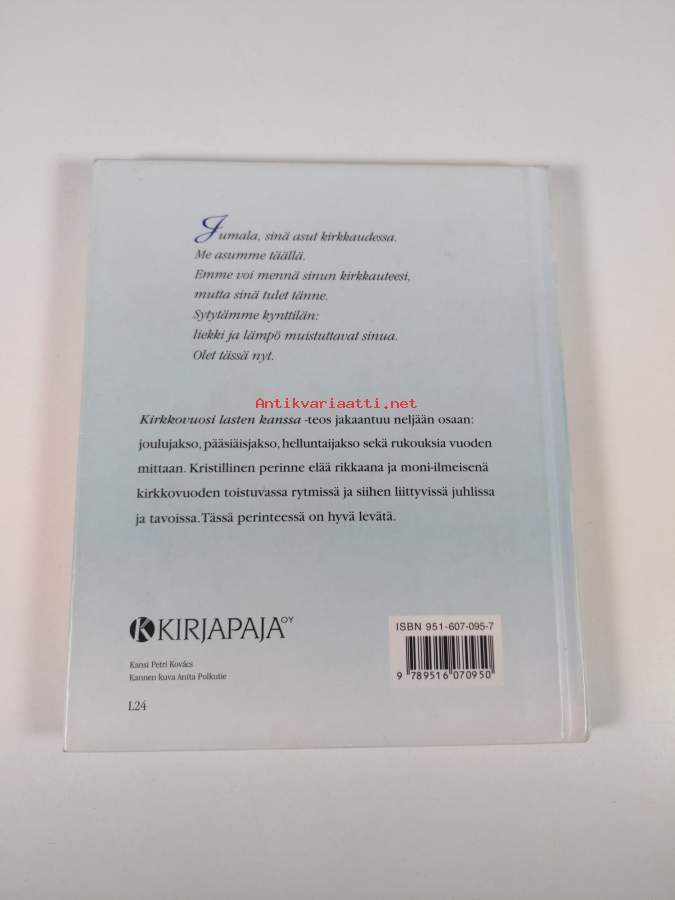 Jumala, sinä asut kirkkaudessa.
Me asumme täällä.
Emme voi mennä sinun kirkkauteesi,
mutta sinä tulet tänne.
Sytytämme kynttilän:
liekki ja lämpö muistuttavat sinua.
Olet tässä nyt.
Antikvariaatti.net
Kirkkovuosi lasten kanssa -teos jakaantuu neljään osaan:
joulujakso, pääsiäisjakso, helluntaijakso sekä rukouksia vuoden
mittaan. Kristillinen perinne elää rikkaana ja moni-ilmeisenä
kirkkovuoden toistuvassa rytmissä ja siihen liittyvissä juhlissa
ja tavoissa. Tässä perinteessä on hyvä levätä.
KIRJAPAJA OY
Kansi Petri Kovács
Kannen kuva Anita Polkutie
L24
ISBN 951-607-095-7
9 789516 070950